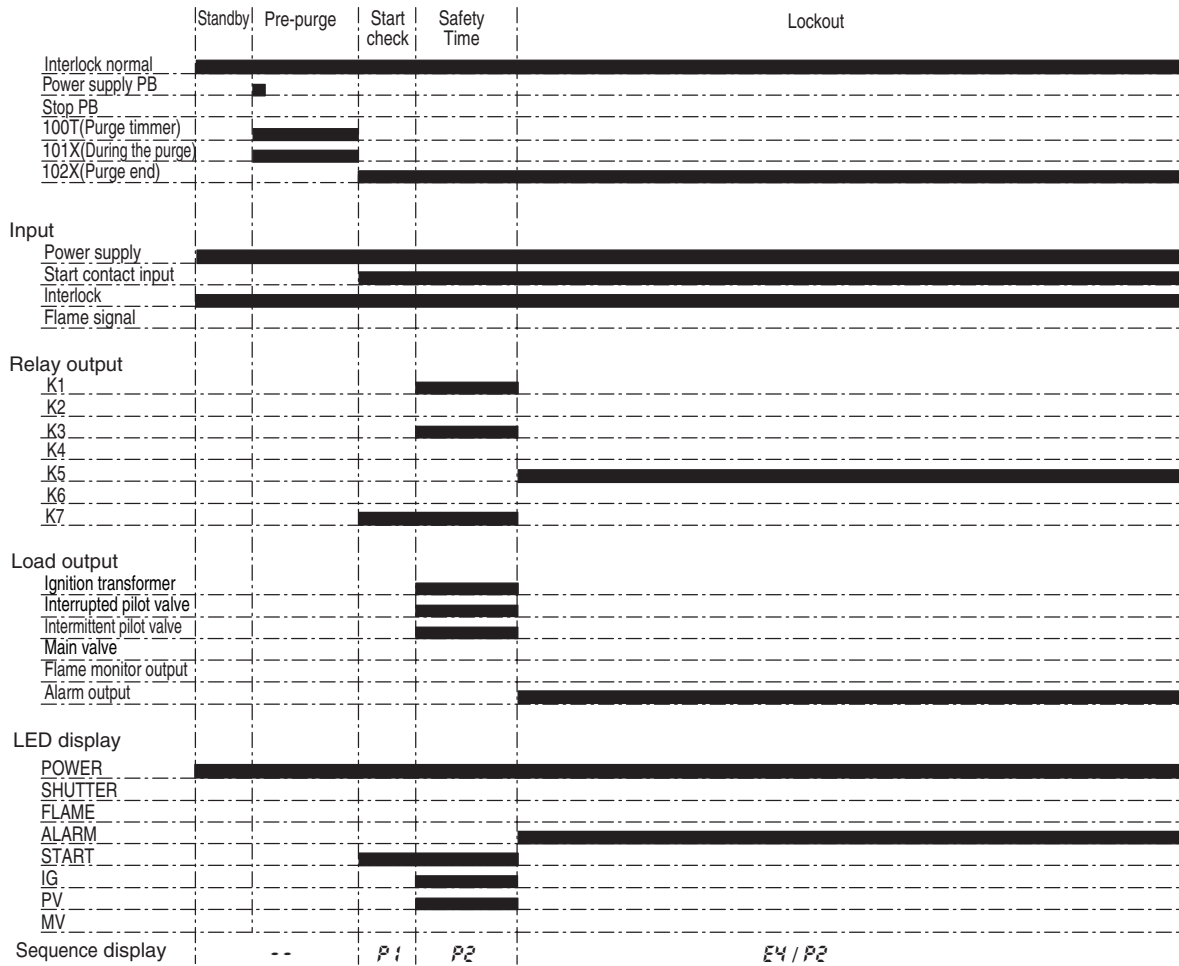 Standby Pre-purge Start check Safety Time Lockout
Interlock normal
Power supply PB
Stop PB
100T(Purge timmer)
101X(During the purge)
102X(Purge end)
Input
Power supply
Start contact input
Interlock
Flame signal
Relay output
K1
K2
K3
K4
K5
K6
K7
Load output
Ignition transformer
Interrupted pilot valve
Intermittent pilot valve
Main valve
Flame monitor output
Alarm output
LED display
POWER
SHUTTER
FLAME
ALARM
START
IG
PV
MV
Sequence display -- P1 P2 E4 / P2